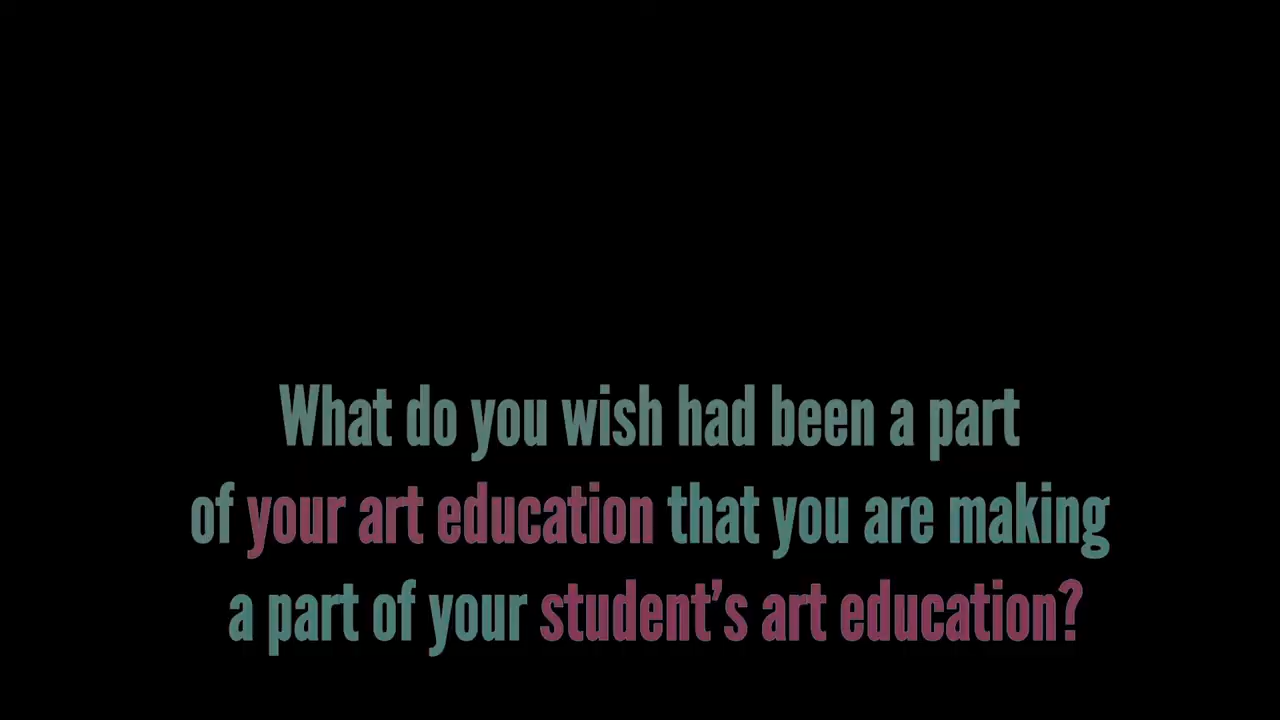 What do you wish had been a part
of your art education that you are making
a part of your student’s art education?